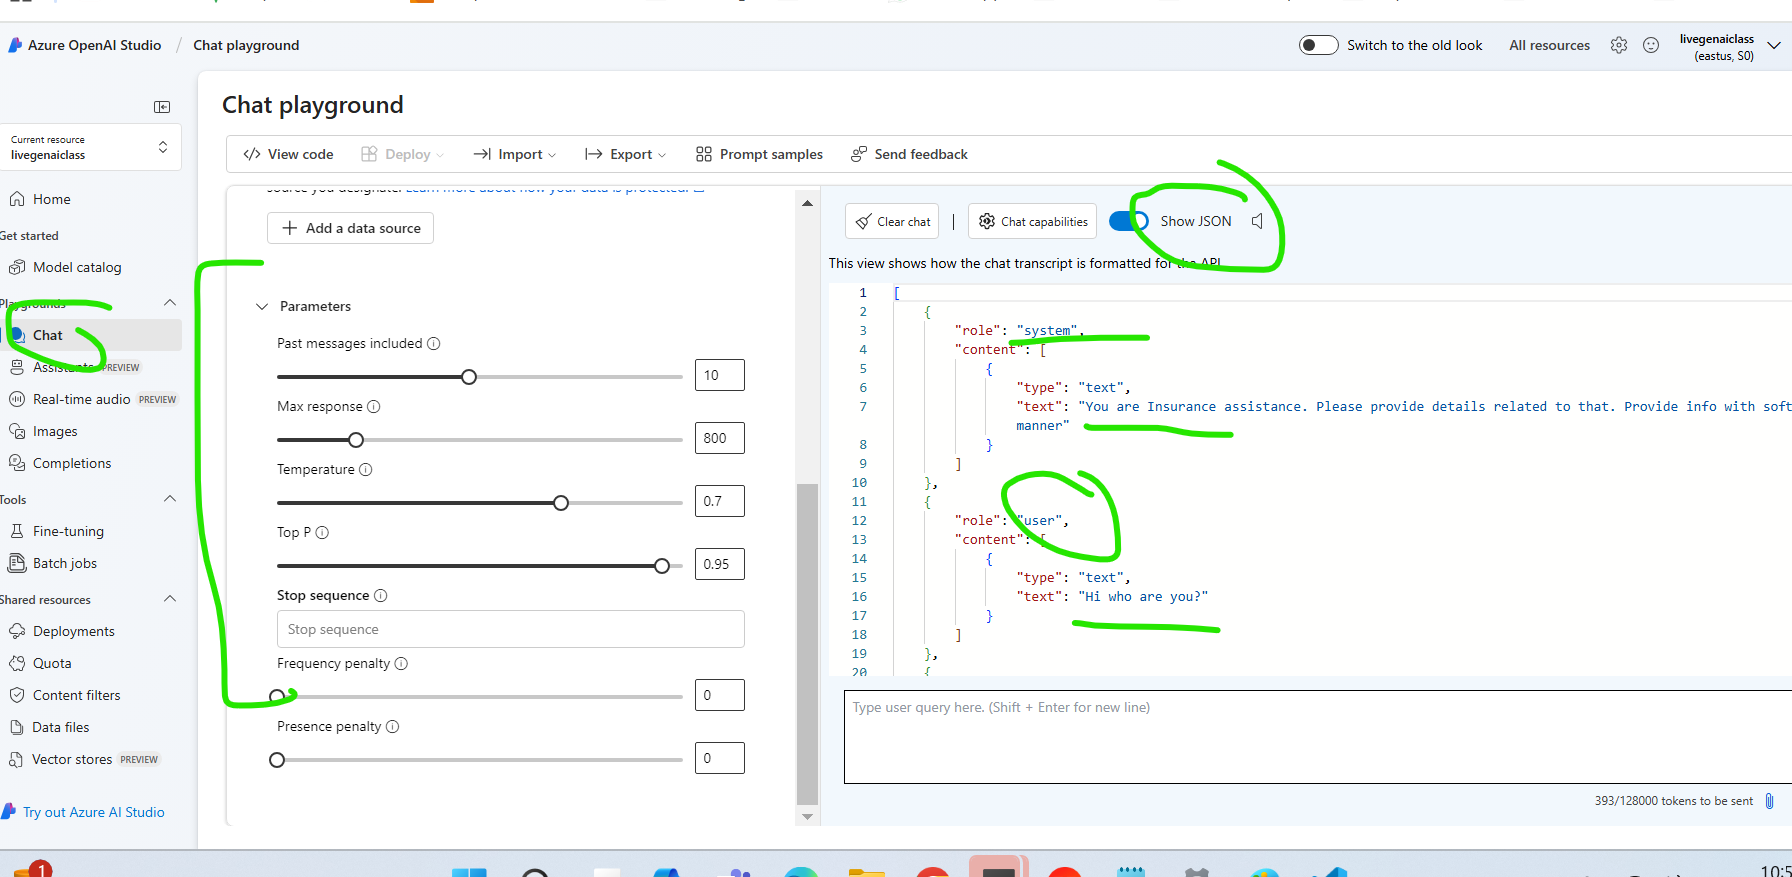 Azure OpenAI Studio / Chat playground
Switch to the old look
All resources
livegenaiclass
(eastus, S0)
Chat playground
Current resource
livegenaiclass
View code
Deploy
Import
Export
Prompt samples
Send feedback
Home
Get started
Model catalog
Playgrounds
Chat
Assistants PREVIEW
Real-time audio PREVIEW
Images
Completions
Tools
Fine-tuning
Batch jobs
Shared resources
Deployments
Quota
Content filters
Data files
Vector stores PREVIEW
Try out Azure AI Studio
source you designate. Learn more about how your data is protected.
+ Add a data source
Parameters
Past messages included
10
Max response
800
Temperature
0.7
Top P
0.95
Stop sequence
Stop sequence
Frequency penalty
0
Presence penalty
0
Clear chat
|
Chat capabilities
Show JSON
This view shows how the chat transcript is formatted for the API
1 [
2 {
3 "role": "system",
4 "content": [
5 {
6 "type": "text",
7 "text": "You are Insurance assistance. Please provide details related to that. Provide info with soft
manner"
8 }
9 ]
10 },
11 {
12 "role": "user",
13 "content": [
14 {
15 "type": "text",
16 "text": "Hi who are you?"
17 }
18 ]
19 },
20 {
Type user query here. (Shift + Enter for new line)
393/128000 tokens to be sent
1
10:5